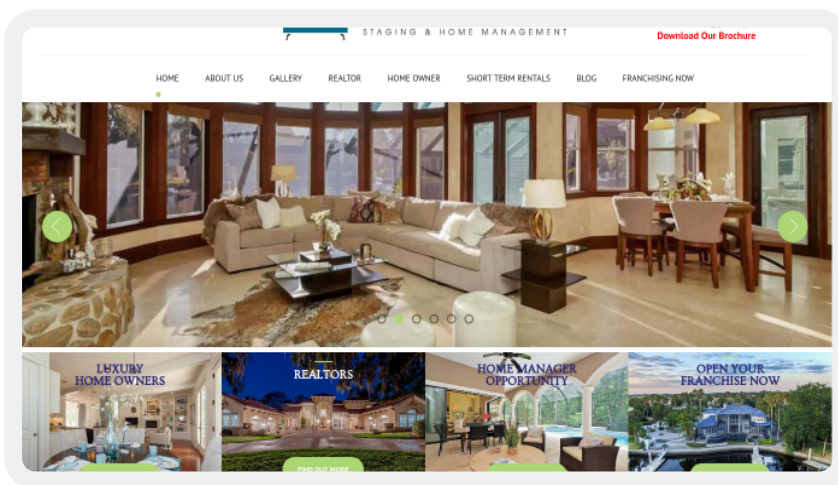 STAGING & HOME MANAGEMENT
Download Our Brochure
HOME ABOUT US GALLERY REALTOR HOME OWNER SHORT TERM RENTALS BLOG FRANCHISING NOW
LUXURY
HOME OWNERS
REALTORS
FIND OUT MORE
HOME MANAGER
OPPORTUNITY
OPEN YOUR
FRANCHISE NOW